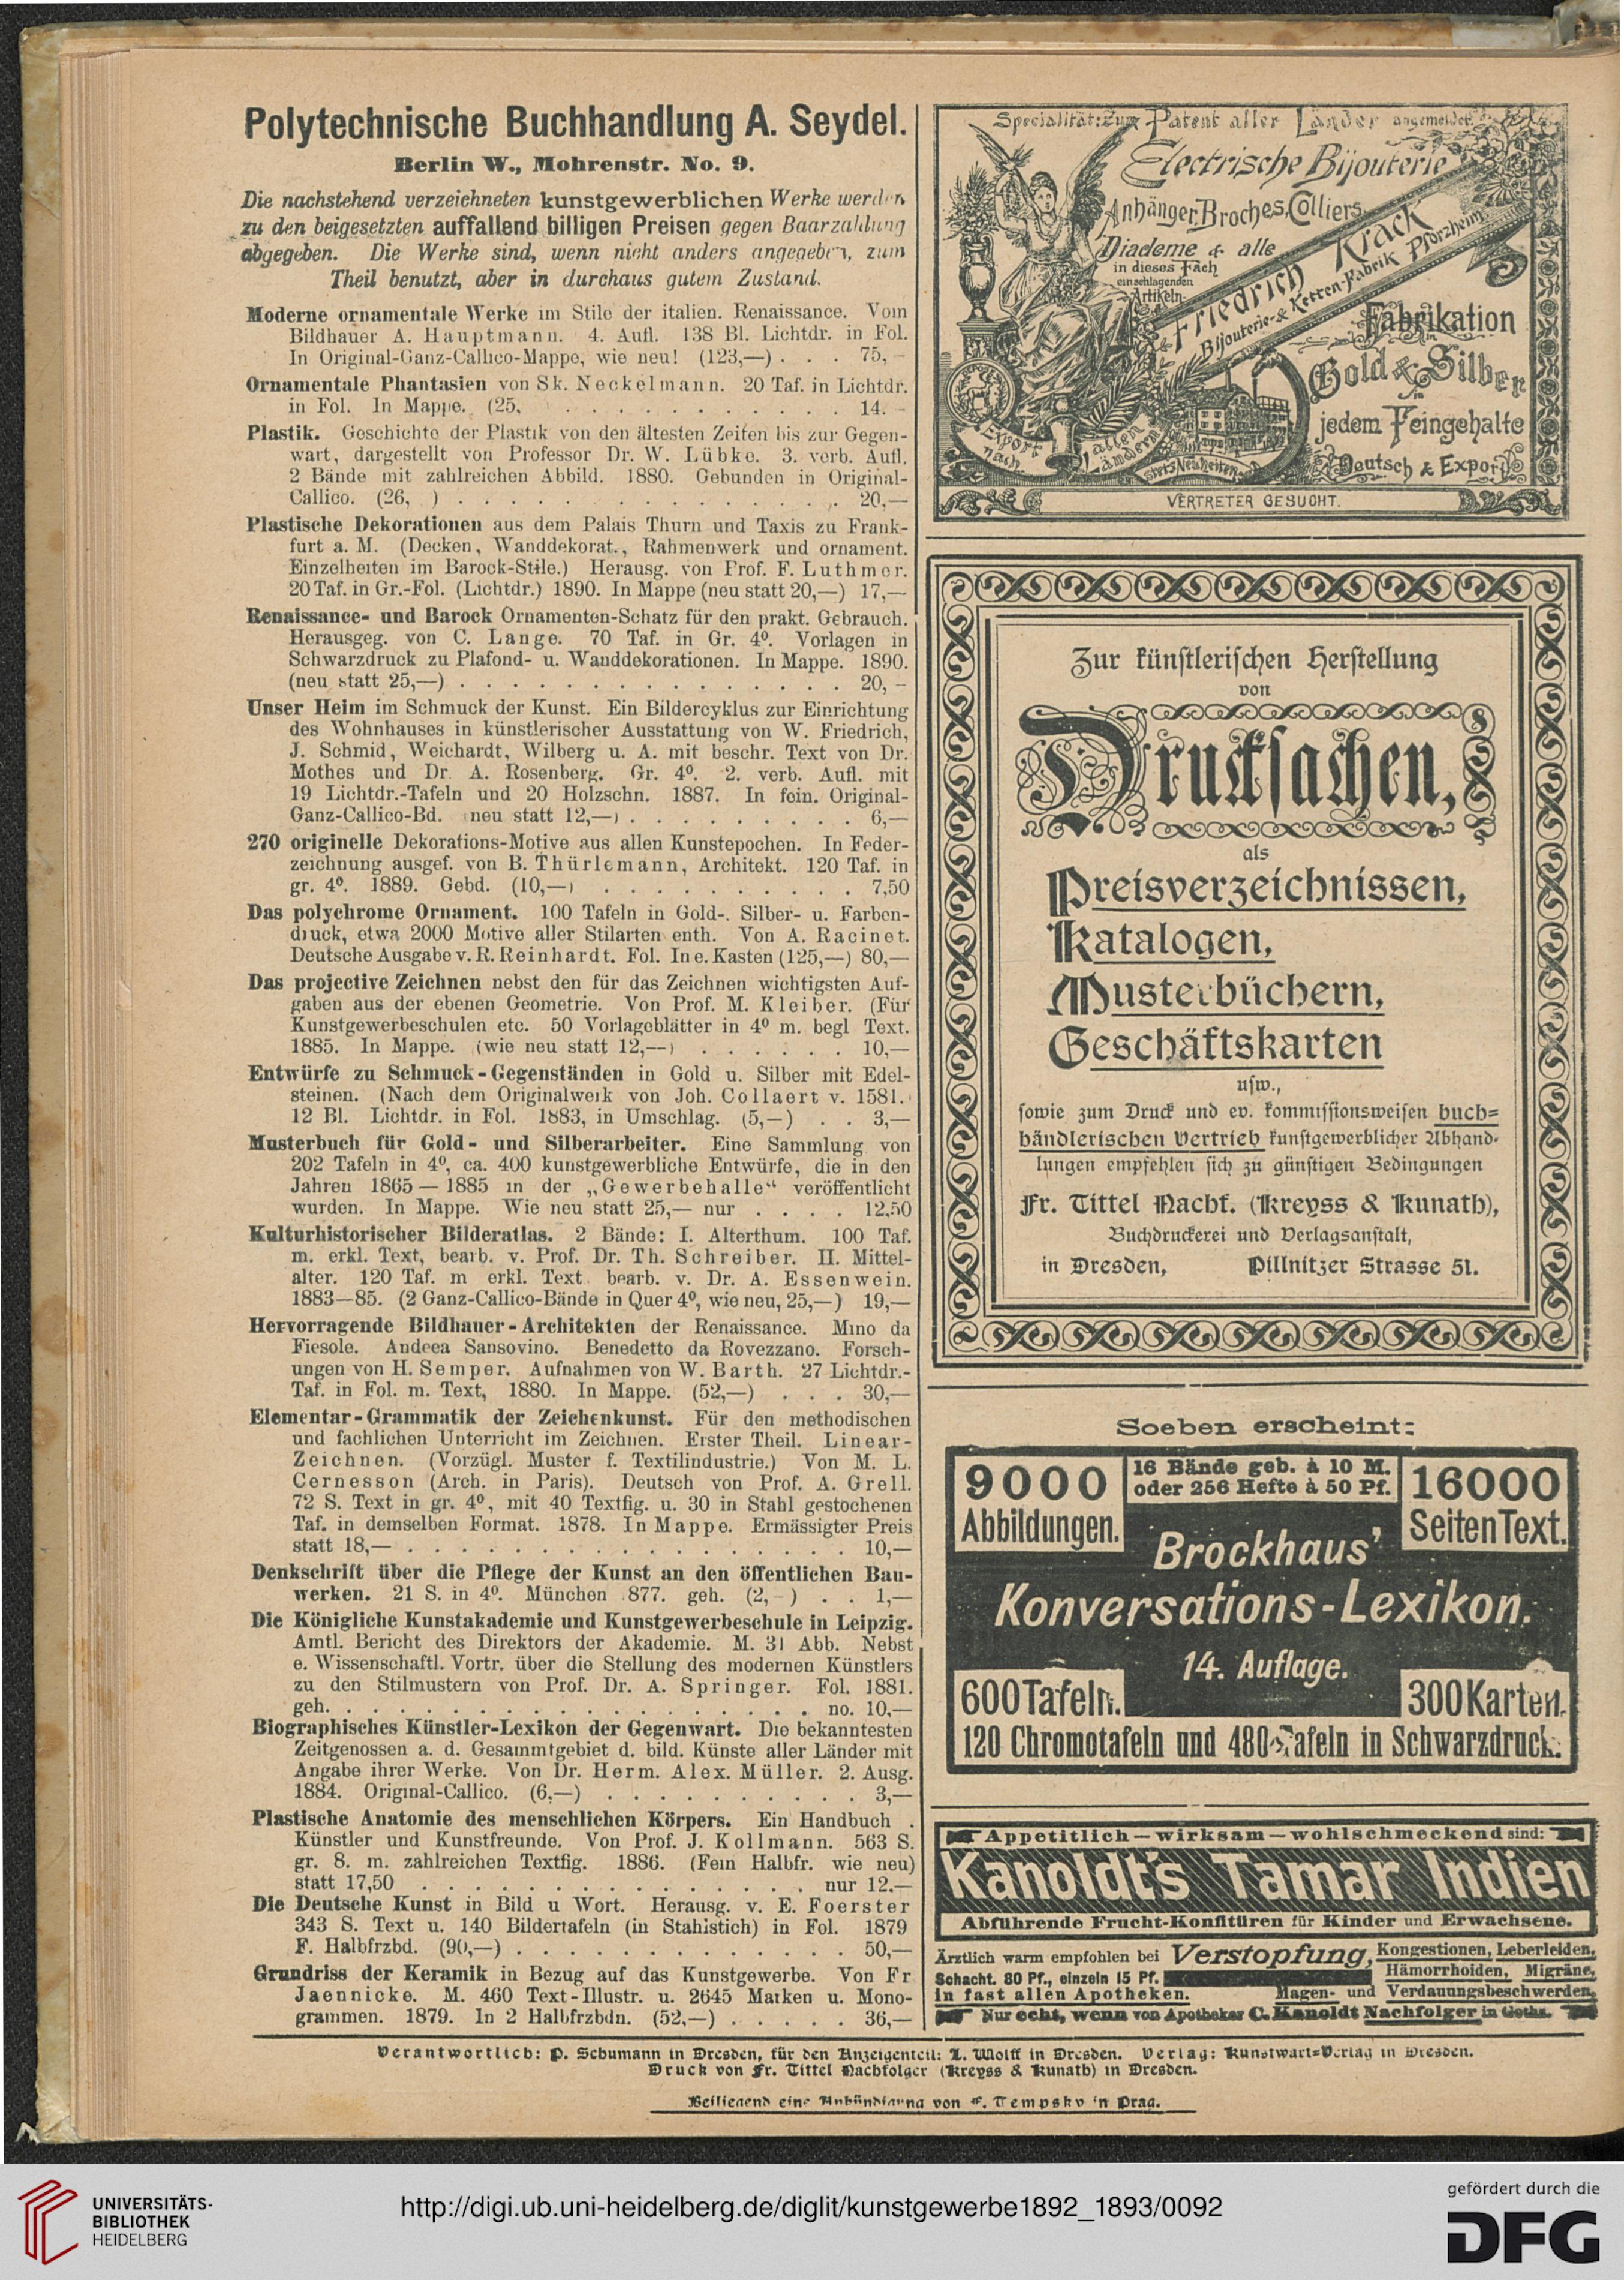 Polytechnische Buchhandlung A. Seydel.
Berlin W., Mohrenstr. No. 9.
Die nachstehend verzeichneten kunstgewerblichen Werke werden
zu den beigesetzten auffallend billigen Preisen gegen Baarzahlung
abgegeben. Die Werke sind, wenn nicht anders angegeben, zum
Theil benutzt, aber in durchaus gutem Zustand.
Moderne ornamentale Werke im Stile der italien. Renaissance. Vom
Bildhauer A. Hauptmann. 4. Aufl. 138 Bl. Lichtdr. in Fol.
In Original-Ganz-Callico-Mappe, wie neu! (123,—) . . . 75,–
Ornamentale Phantasien von Sk. Neckelmann. 20 Taf. in Lichtdr.
in Fol. In Mappe. (25, . . . . . . . . . . . 14. –
Plastik. Geschichte der Plastik von den ältesten Zeiten bis zur Gegen-
wart, dargestellt von Professor Dr. W. Lübke. 3. verb. Aufl.
2 Bände mit zahlreichen Abbild. 1880. Gebunden in Original-
Callico. (26, ) . . . . . . . . . . . . . . . 20,—
Plastische Dekorationen aus dem Palais Thurn und Taxis zu Frank-
furt a. M. (Decken, Wanddekorat., Rahmenwerk und ornament.
Einzelheiten im Barock-Stile.) Herausg. von Prof. F. Luthmer.
20 Taf. in Gr.-Fol. (Lichtdr.) 1890. In Mappe (neu statt 20,—) 17,—
Renaissance- und Barock Ornamenten-Schatz für den prakt. Gebrauch.
Herausgeg. von C. Lange. 70 Taf. in Gr. 4º. Vorlagen in
Schwarzdruck zu Plafond- u. Wanddekorationen. In Mappe. 1890.
(neu statt 25,—) . . . . . . . . . . . . . . . 20, –
Unser Heim im Schmuck der Kunst. Ein Bildercyklus zur Einrichtung
des Wohnhauses in künstlerischer Ausstattung von W. Friedrich,
J. Schmid, Weichardt, Wilberg u. A. mit beschr. Text von Dr.
Mothes und Dr. A. Rosenberg. Gr. 4º. 2. verb. Aufl. mit
19 Lichtdr.-Tafeln und 20 Holzschn. 1887. In fein. Original-
Ganz-Callico-Bd. (neu statt 12,—) . . . . . . . . . 6,—
270 originelle Dekorations-Motive aus allen Kunstepochen. In Feder-
zeichnung ausgef. von B. Thürlemann, Architekt. 120 Taf. in
gr. 4º. 1889. Gebd. (10,—) . . . . . . . . . . 7,50
Das polychrome Ornament. 100 Tafeln in Gold-, Silber- u. Farben-
druck, etwa 2000 Motive aller Stilarten enth. Von A. Racinet.
Deutsche Ausgabe v. R. Reinhardt. Fol. In e. Kasten (125,—) 80,—
Das projective Zeichnen nebst den für das Zeichnen wichtigsten Auf-
gaben aus der ebenen Geometrie. Von Prof. M. Kleiber. (Für
Kunstgewerbeschulen etc. 50 Vorlageblätter in 4º m. begl Text.
1885. In Mappe. (wie neu statt 12,—) . . . . . . 10,—
Entwürfe zu Schmuck-Gegenständen in Gold u. Silber mit Edel-
steinen. (Nach dem Originalwerk von Joh. Collaert v. 1581.
12 Bl. Lichtdr. in Fol. 1883, in Umschlag. (5,—) . . 3,—
Musterbuch für Gold- und Silberarbeiter. Eine Sammlung von
202 Tafeln in 4º, ca. 400 kunstgewerbliche Entwürfe, die in den
Jahren 1865—1885 in der „Gewerbehalle“ veröffentlicht
wurden. In Mappe. Wie neu statt 25,— nur . . . . 12.50
Kulturhistorischer Bilderatlas. 2 Bände: I. Alterthum. 100 Taf.
m. erkl. Text, bearb. v. Prof. Dr. Th. Schreiber. II. Mittel-
alter. 120 Taf. m erkl. Text. bearb. v. Dr. A. Essenwein.
1883—85. (2 Ganz-Callico-Bände in Quer 4º, wie neu, 25,—) 19,—
Hervorragende Bildhauer-Architekten der Renaissance. Mino da
Fiesole. Andrea Sansovino. Benedetto da Rovezzano. Forsch-
ungen von H. Semper. Aufnahmen von W. Barth. 27 Lichtdr.-
Taf. in Fol. m. Text, 1880. In Mappe. (52,—) . . . 30,—
Elementar-Grammatik der Zeichenkunst. Für den methodischen
und fachlichen Unterricht im Zeichnen. Erster Theil. Linear-
Zeichnen. (Vorzügl. Muster f. Textilindustrie.) Von M. L.
Cernesson (Arch. in Paris). Deutsch von Prof. A. Grell.
72 S. Text in gr. 4º, mit 40 Textfig. u. 30 in Stahl gestochenen
Taf. in demselben Format. 1878. In Mappe. Ermässigter Preis
statt 18,— . . . . . . . . . . . . . . . . . 10,—
Denkschrift über die Pflege der Kunst an den öffentlichen Bau-
werken. 21 S. in 4º. München 877. geh. (2,–) . . 1,—
Die Königliche Kunstakademie und Kunstgewerbeschule in Leipzig.
Amtl. Bericht des Direktors der Akademie. M. 31 Abb. Nebst
e. Wissenschaftl. Vortr. über die Stellung des modernen Künstlers
zu den Stilmustern von Prof. Dr. A. Springer. Fol. 1881.
geh. . . . . . . . . . . . . . . . . . . no. 10,—
Biographisches Künstler-Lexikon der Gegenwart. Die bekanntesten
Zeitgenossen a. d. Gesammtgebiet d. bild. Künste aller Länder mit
Angabe ihrer Werke. Von Dr. Herm. Alex. Müller. 2. Ausg.
1884. Original-Callico. (6.—) . . . . . . . . . . 3,—
Plastische Anatomie des menschlichen Körpers. Ein Handbuch .
Künstler und Kunstfreunde. Von Prof. J. Kollmann. 563 S.
gr. 8. m. zahlreichen Textfig. 1886. (Fein Halbfr. wie neu)
statt 17,50 . . . . . . . . . . . . . . . nur 12.—
Die Deutsche Kunst in Bild u Wort. Herausg. v. E. Foerster
343 S. Text u. 140 Bildertafeln (in Stahlstich) in Fol. 1879
F. Halbfrzbd. (90,—) . . . . . . . . . . . . . 50,—
Grundriss der Keramik in Bezug auf das Kunstgewerbe. Von Fr
Jaennicke. M. 460 Text-Illustr. u. 2645 Marken u. Mono-
grammen. 1879. In 2 Halbfrzbdn. (52,—) . . . . . 36,—
Specialität: Zum Patent aller Länder angemeldet
Electrische Bijouterie
Anhänger, Broches, Colliers,
Diademe & alle
in dieses Fach
einschlagenden
Artikeln.
Friedrich Krack
Bijouterie- & Ketten-Fabrik Pforzheim
Fabrikation
in
Gold & Silber
in
jedem Feingehalte
Deutsch & Export
Export nach allen Ländern
Stets Neuheiten
VERTRETER GESUCHT.
Zur künstlerischen Herstellung
von
Drucksachen,
als
Preisverzeichnissen,
Katalogen,
Musterbüchern,
Geschäftskarten
usw.,
sowie zum Druck und ev. kommissionsweisen buch=
händlerischen Vertrieb kunstgewerblicher Abhand-
lungen empfehlen sich zu günstigen Bedingungen
Fr. Tittel Nachf. (Kreyss & Kunath),
Buchdruckerei und Verlagsanstalt,
in Dresden, Pillnitzer Strasse 51.
Soeben erscheint:
9000 Abbildungen.
16 Bände geb. à 10 M.
oder 256 Hefte à 50 Pf.
16000 Seiten Text.
Brockhaus'
Konversations-Lexikon.
14. Auflage.
600 Tafeln. 300 Karten.
120 Chromotafeln und 480 Tafeln in Schwarzdruck.
Appetitlich — wirksam — wohlschmeckend sind:
Kanoldt's Tamar Indien
Abführende Frucht-Konfitüren für Kinder und Erwachsene.
Ärztlich warm empfohlen bei Verstopfung, Kongestionen, Leberleiden,
Schacht. 80 Pf., einzeln 15 Pf. Hämorrhoiden, Migräne,
in fast allen Apotheken. Magen- und Verdauungsbeschwerden.
Nur echt, wenn von Apotheker C. Kanoldt Nachfolger in Gotha.
Verantwortlich: P. Schumann in Dresden, für den Anzeigenteil: L. Wolff in Dresden. Verlag: Kunstwart=Verlag in Dresden.
Druck von Fr. Tittel Nachfolger (Kreyss & Kunath) in Dresden.
Beiliegend eine Ankündigung von F. Tempsky in Prag.
UNIVERSITÄTS-
BIBLIOTHEK
HEIDELBERG
http://digi.ub.uni-heidelberg.de/diglit/kunstgewerbe1892_1893/0092
gefördert durch die
DFG